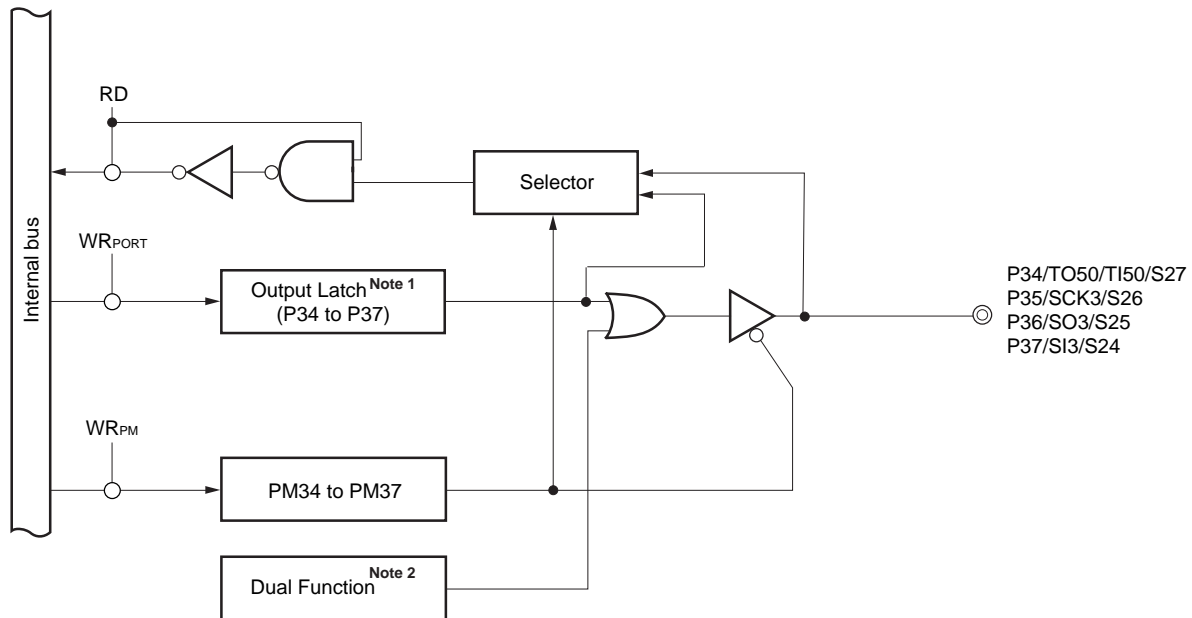 RD
Selector
Internal bus
WRPORT
Output Latch Note 1
(P34 to P37)
P34/TO50/TI50/S27
P35/SCK3/S26
P36/SO3/S25
P37/SI3/S24
WRPM
PM34 to PM37
Dual Function Note 2